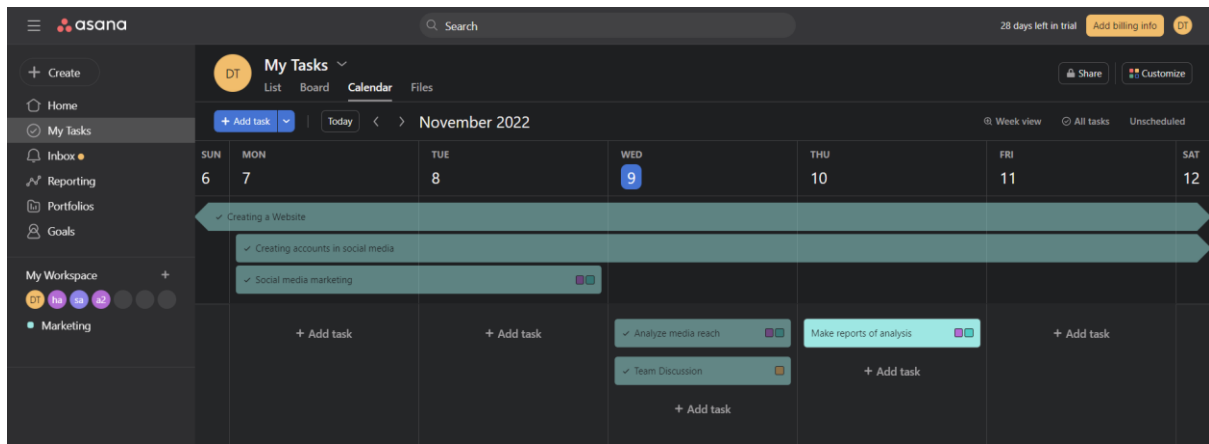 asana
Search
28 days left in trial
Add billing info
DT
+ Create
Home
My Tasks
Inbox
Reporting
Portfolios
Goals
My Workspace +
DT ha sa a2
Marketing
DT
My Tasks
List Board Calendar Files
Share
Customize
+ Add task
Today < > November 2022
Week view All tasks Unscheduled
SUN MON TUE WED THU FRI SAT
6 7 8 9 10 11 12
✓ Creating a Website
✓ Creating accounts in social media
✓ Social media marketing
+ Add task
+ Add task
✓ Analyze media reach
Make reports of analysis
+ Add task
✓ Team Discussion
+ Add task
+ Add task